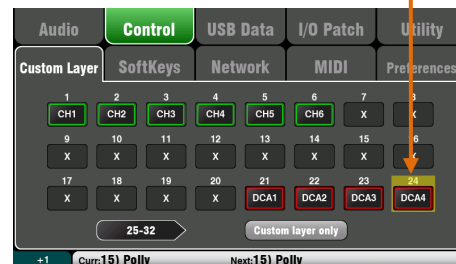 Audio Control USB Data I/O Patch Utility
Custom Layer SoftKeys Network MIDI Preferences
1 2 3 4 5 6 7 8
CH1 CH2 CH3 CH4 CH5 CH6 X X
9 10 11 12 13 14 15 16
X X X X X X X X
17 18 19 20 21 22 23 24
X X X X DCA1 DCA2 DCA3 DCA4
25-32 Custom layer only
+1 Curr:15) Polly Next:15) Polly